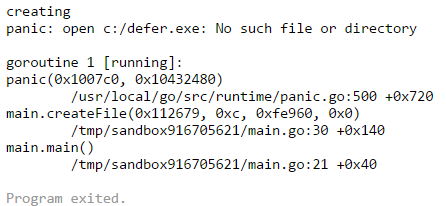 creating
panic: open c:/defer.exe: No such file or directory

goroutine 1 [running]:
panic(0x1007c0, 0x10432480)
	/usr/local/go/src/runtime/panic.go:500 +0x720
main.createFile(0x112679, 0xc, 0xfe960, 0x0)
	/tmp/sandbox916705621/main.go:30 +0x140
main.main()
	/tmp/sandbox916705621/main.go:21 +0x40

Program exited.